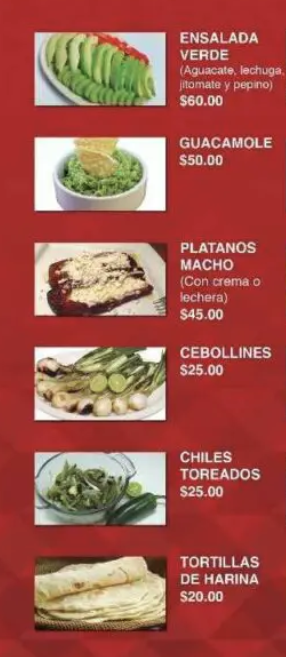 ENSALADA
VERDE
(Aguacate, lechuga,
jitomate y pepino)
$60.00
GUACAMOLE
$50.00
PLATANOS
MACHO
(Con crema o
lechera)
$45.00
CEBOLLINES
$25.00
CHILES
TOREADOS
$25.00
TORTILLAS
DE HARINA
$20.00